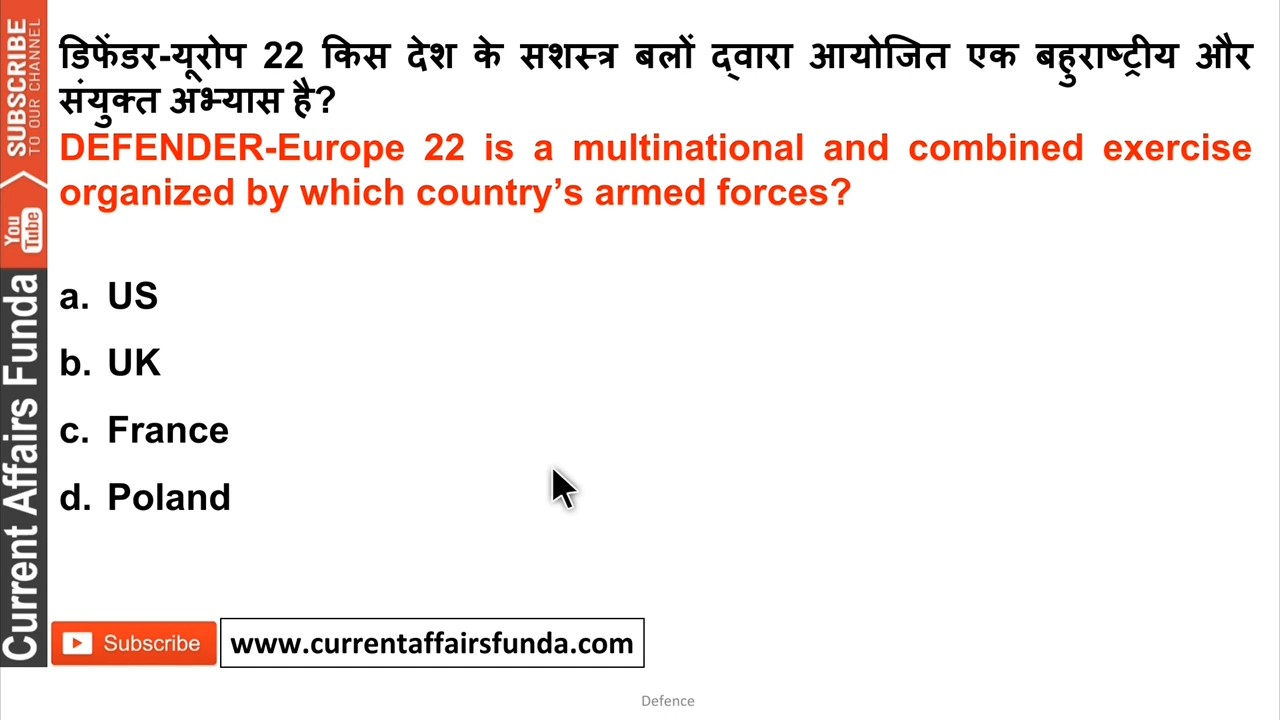 डिफेंडर-यूरोप 22 किस देश के सशस्त्र बलों द्वारा आयोजित एक बहुराष्ट्रीय और
संयुक्त अभ्यास है?
DEFENDER-Europe 22 is a multinational and combined exercise
organized by which country’s armed forces?
a. US
b. UK
c. France
d. Poland
SUBSCRIBE
TO OUR CHANNEL
You
Tube
Current Affairs Funda
Subscribe
www.currentaffairsfunda.com
Defence